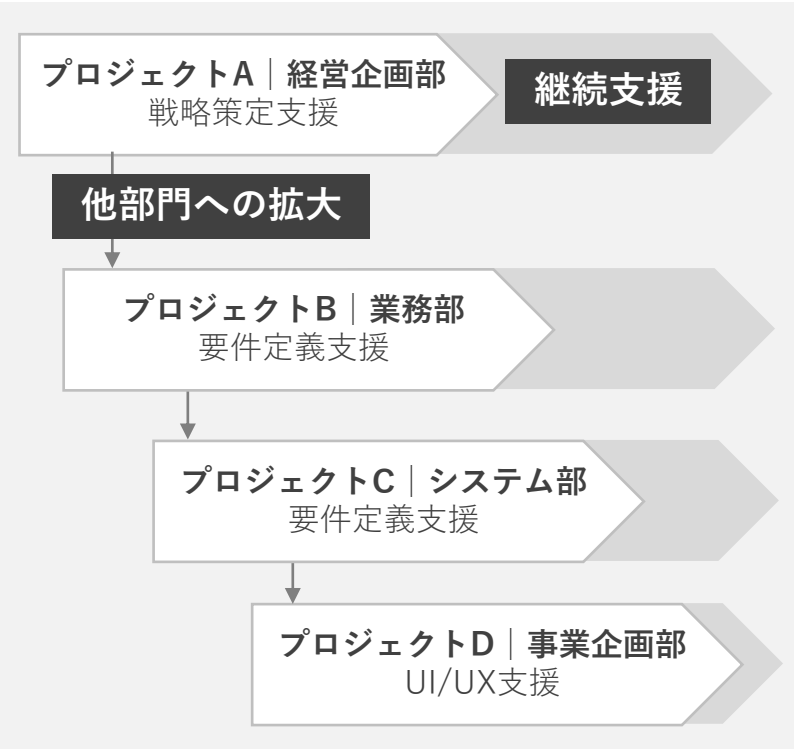 プロジェクトA｜経営企画部
戦略策定支援
継続支援
他部門への拡大
プロジェクトB｜業務部
要件定義支援
プロジェクトC｜システム部
要件定義支援
プロジェクトD｜事業企画部
UI/UX支援